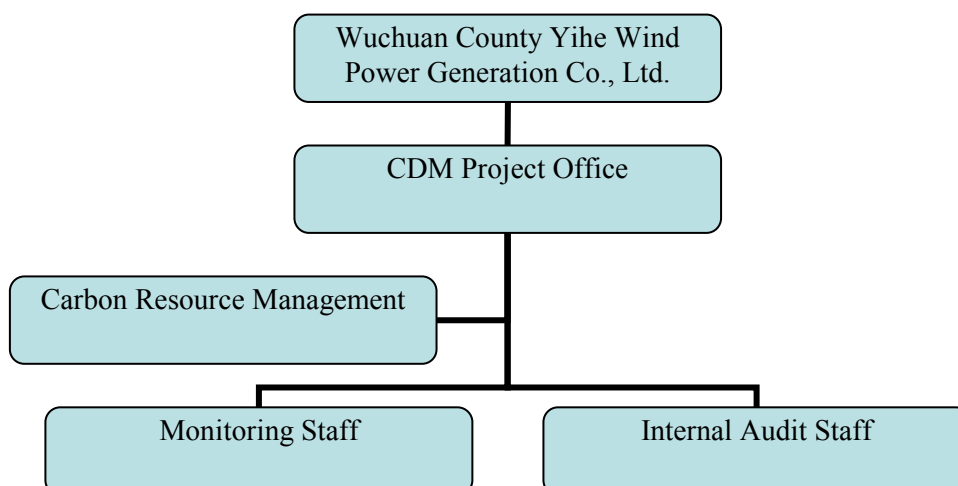 Wuchuan County Yihe Wind
Power Generation Co., Ltd.
CDM Project Office
Carbon Resource Management
Monitoring Staff
Internal Audit Staff